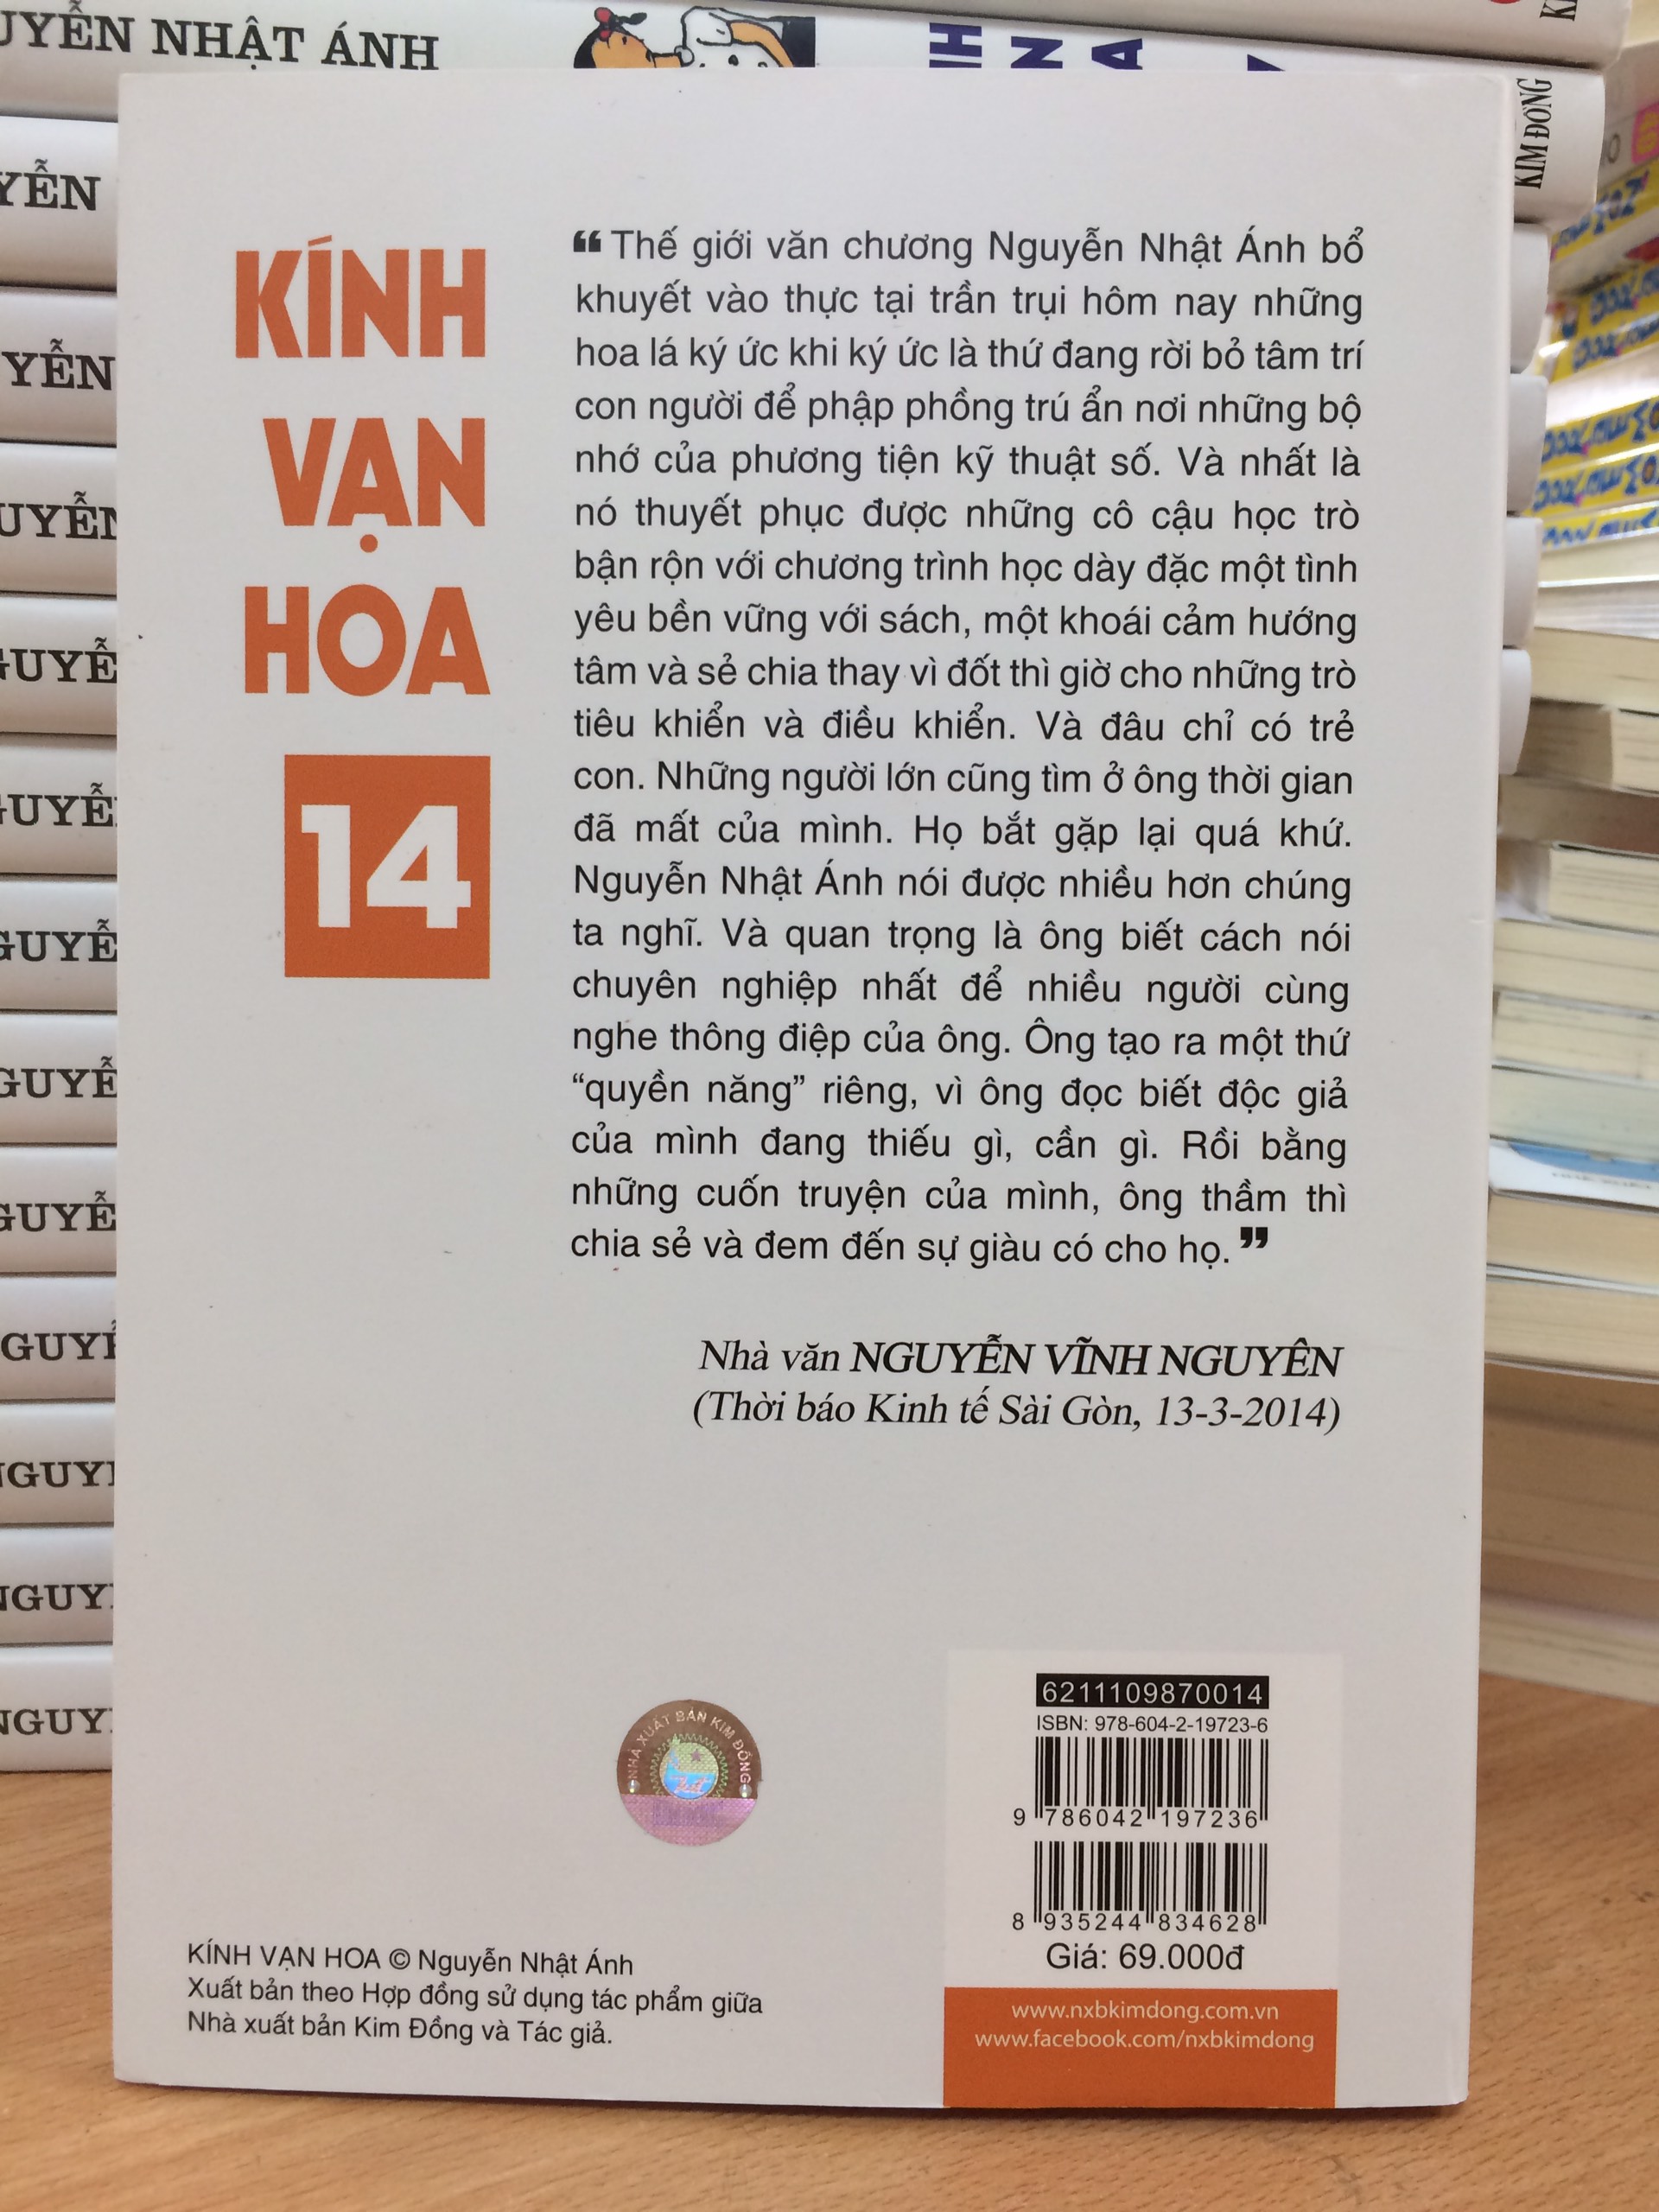 NHẬT ÁNH
KIM ĐỒNG
KÍNH
VẠN
HOA
14
❝ Thế giới văn chương Nguyễn Nhật Ánh bổ
khuyết vào thực tại trần trụi hôm nay những
hoa lá ký ức khi ký ức là thứ đang rời bỏ tâm trí
con người để phập phồng trú ẩn nơi những bộ
nhớ của phương tiện kỹ thuật số. Và nhất là
nó thuyết phục được những cô cậu học trò
bận rộn với chương trình học dày đặc một tình
yêu bền vững với sách, một khoái cảm hướng
tâm và sẻ chia thay vì đốt thì giờ cho những trò
tiêu khiển và điều khiển. Và đâu chỉ có trẻ
con. Những người lớn cũng tìm ở ông thời gian
đã mất của mình. Họ bắt gặp lại quá khứ.
Nguyễn Nhật Ánh nói được nhiều hơn chúng
ta nghĩ. Và quan trọng là ông biết cách nói
chuyên nghiệp nhất để nhiều người cùng
nghe thông điệp của ông. Ông tạo ra một thứ
“quyền năng” riêng, vì ông đọc biết độc giả
của mình đang thiếu gì, cần gì. Rồi bằng
những cuốn truyện của mình, ông thầm thì
chia sẻ và đem đến sự giàu có cho họ. ❞
Nhà văn NGUYỄN VĨNH NGUYÊN
(Thời báo Kinh tế Sài Gòn, 13-3-2014)
NHÀ XUẤT BẢN KIM ĐỒNG
6211109870014
ISBN: 978-604-2-19723-6
9 786042 197236
8 935244 834628
Giá: 69.000đ
www.nxbkimdong.com.vn
www.facebook.com/nxbkimdong
KÍNH VẠN HOA © Nguyễn Nhật Ánh
Xuất bản theo Hợp đồng sử dụng tác phẩm giữa
Nhà xuất bản Kim Đồng và Tác giả.